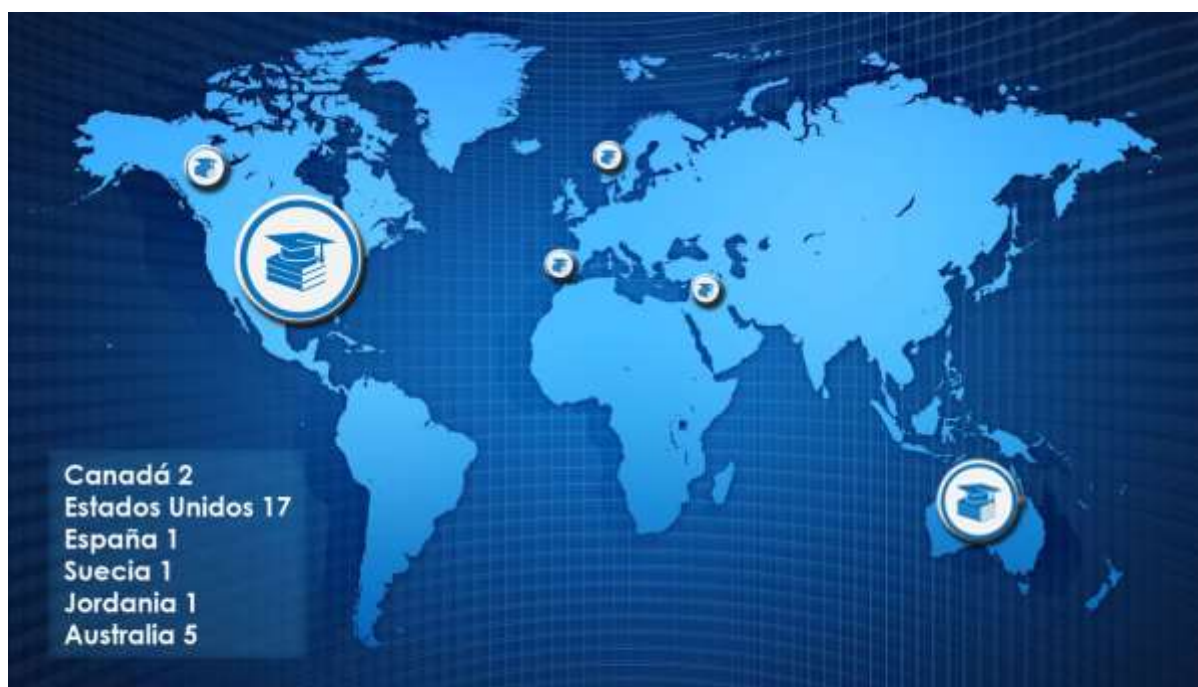 Canadá 2
Estados Unidos 17
España 1
Suecia 1
Jordania 1
Australia 5